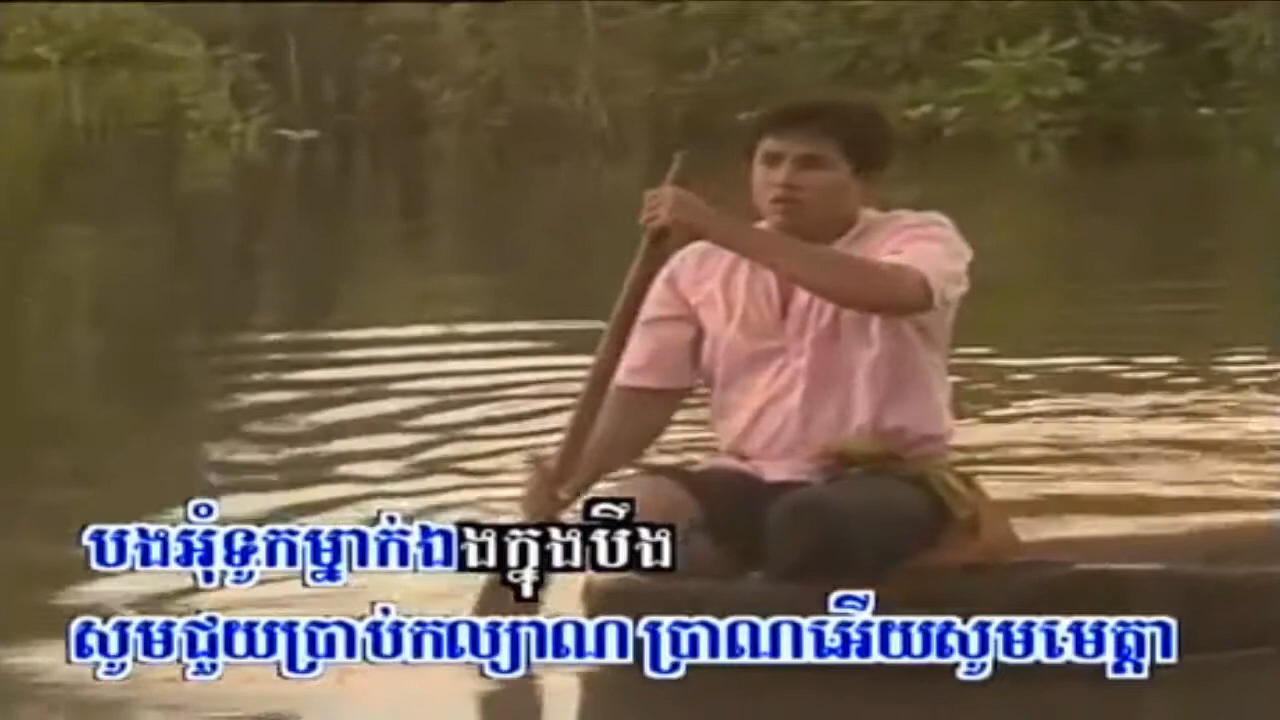 បងអុំទូកម្នាក់ឯងក្នុងបឹង
សូមជួយប្រាប់កល្យាណ ប្រាណអើយសូមមេត្តា